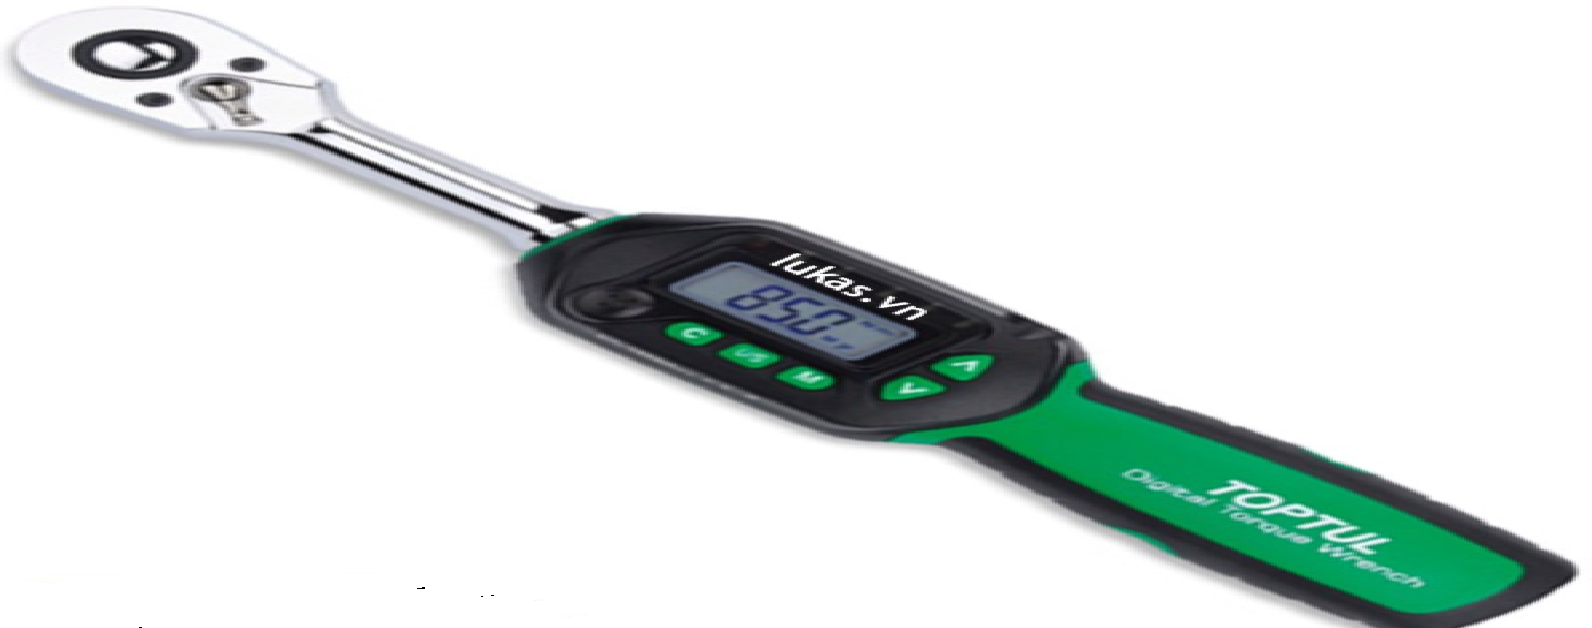 lukas.vn
850
C
U/S
M
TOPTUL
Digital Torque Wrench